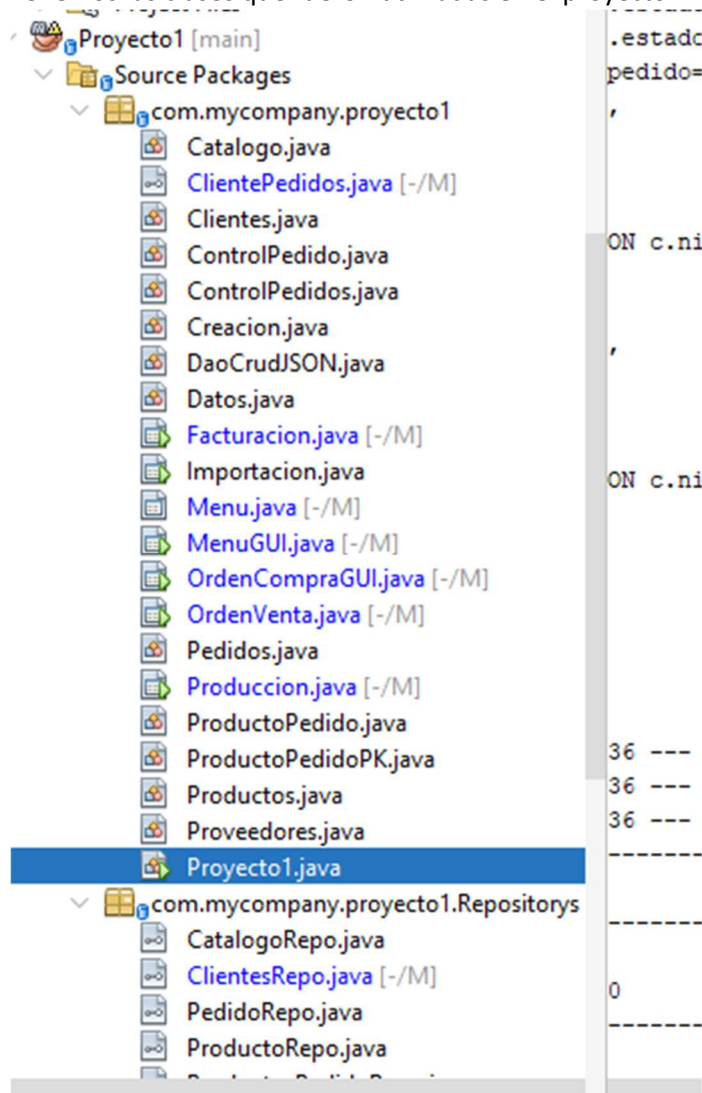 Proyecto1 [main]
.estado
Source Packages
pedido=
com.mycompany.proyecto1
,
Catalogo.java
ClientePedidos.java [-/M]
Clientes.java
ON c.ni
ControlPedido.java
ControlPedidos.java
Creacion.java
,
DaoCrudJSON.java
Datos.java
Facturacion.java [-/M]
Importacion.java
ON c.ni
Menu.java [-/M]
MenuGUI.java [-/M]
OrdenCompraGUI.java [-/M]
OrdenVenta.java [-/M]
Pedidos.java
Produccion.java [-/M]
ProductoPedido.java
ProductoPedidoPK.java
36 ---
Productos.java
36 ---
Proveedores.java
36 ---
Proyecto1.java
-------
com.mycompany.proyecto1.Repositorys
-------
CatalogoRepo.java
ClientesRepo.java [-/M]
0
PedidoRepo.java
-------
ProductoRepo.java